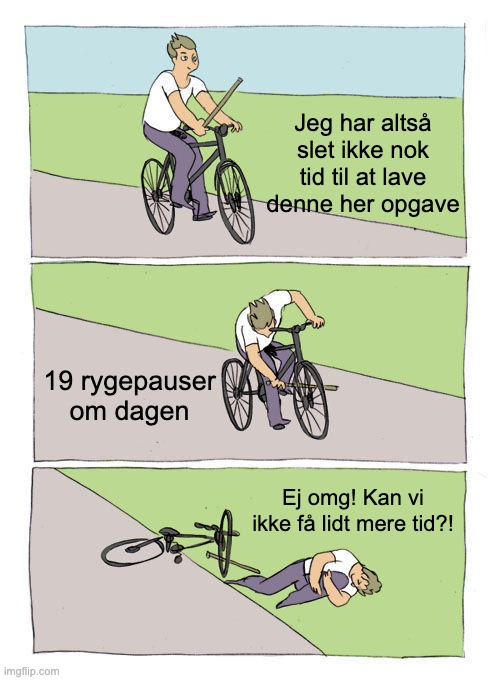 Jeg har altså
slet ikke nok
tid til at lave
denne her opgave
19 rygepauser
om dagen
Ej omg! Kan vi
ikke få lidt mere tid?!
imgflip.com